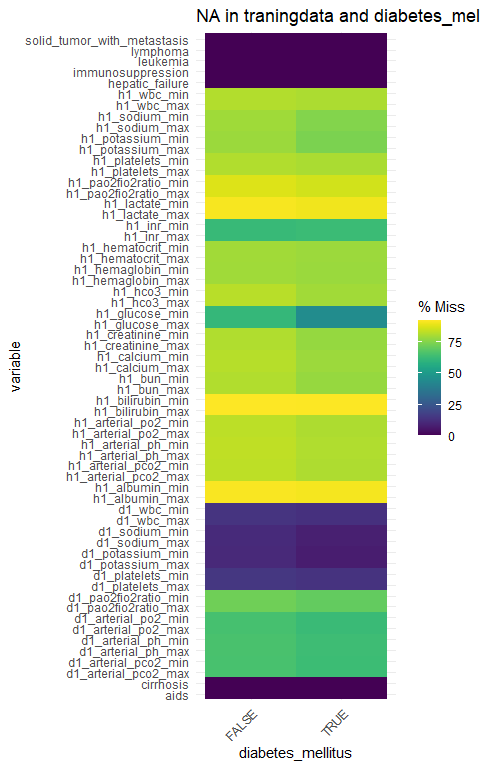 NA in traningdata and diabetes_mel
solid_tumor_with_metastasis
lymphoma
leukemia
immunosuppression
hepatic_failure
h1_wbc_min
h1_wbc_max
h1_sodium_min
h1_sodium_max
h1_potassium_min
h1_potassium_max
h1_platelets_min
h1_platelets_max
h1_pao2fio2ratio_min
h1_pao2fio2ratio_max
h1_lactate_min
h1_lactate_max
h1_inr_min
h1_inr_max
h1_hematocrit_min
h1_hematocrit_max
h1_hemaglobin_min
h1_hemaglobin_max
h1_hco3_min
h1_hco3_max
h1_glucose_min
h1_glucose_max
h1_creatinine_min
h1_creatinine_max
h1_calcium_min
h1_calcium_max
h1_bun_min
h1_bun_max
h1_bilirubin_min
h1_bilirubin_max
h1_arterial_po2_min
h1_arterial_po2_max
h1_arterial_ph_min
h1_arterial_ph_max
h1_arterial_pco2_min
h1_arterial_pco2_max
h1_albumin_min
h1_albumin_max
d1_wbc_min
d1_wbc_max
d1_sodium_min
d1_sodium_max
d1_potassium_min
d1_potassium_max
d1_platelets_min
d1_platelets_max
d1_pao2fio2ratio_min
d1_pao2fio2ratio_max
d1_arterial_po2_min
d1_arterial_po2_max
d1_arterial_ph_min
d1_arterial_ph_max
d1_arterial_pco2_min
d1_arterial_pco2_max
cirrhosis
aids
variable
FALSE
TRUE
diabetes_mellitus
% Miss
75
50
25
0